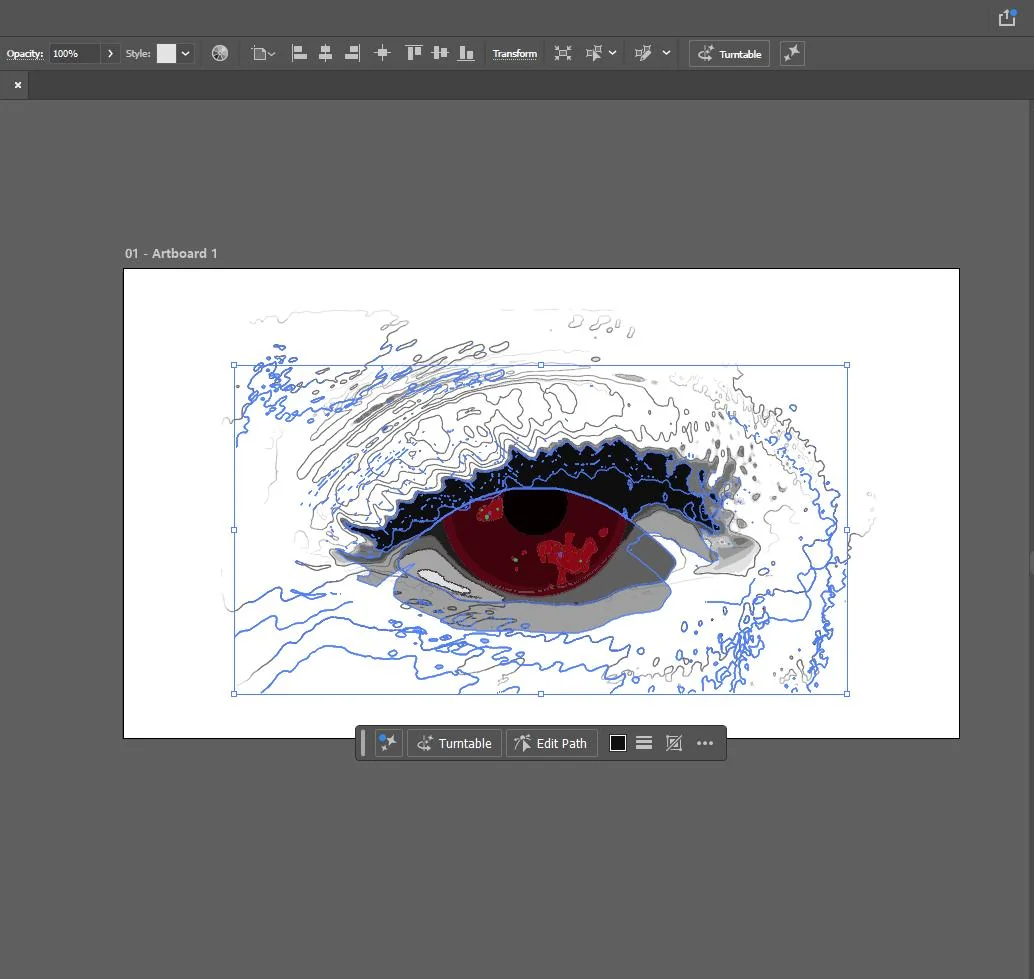 Opacity: 100% Style: Transform Turntable
01 - Artboard 1
Turntable Edit Path